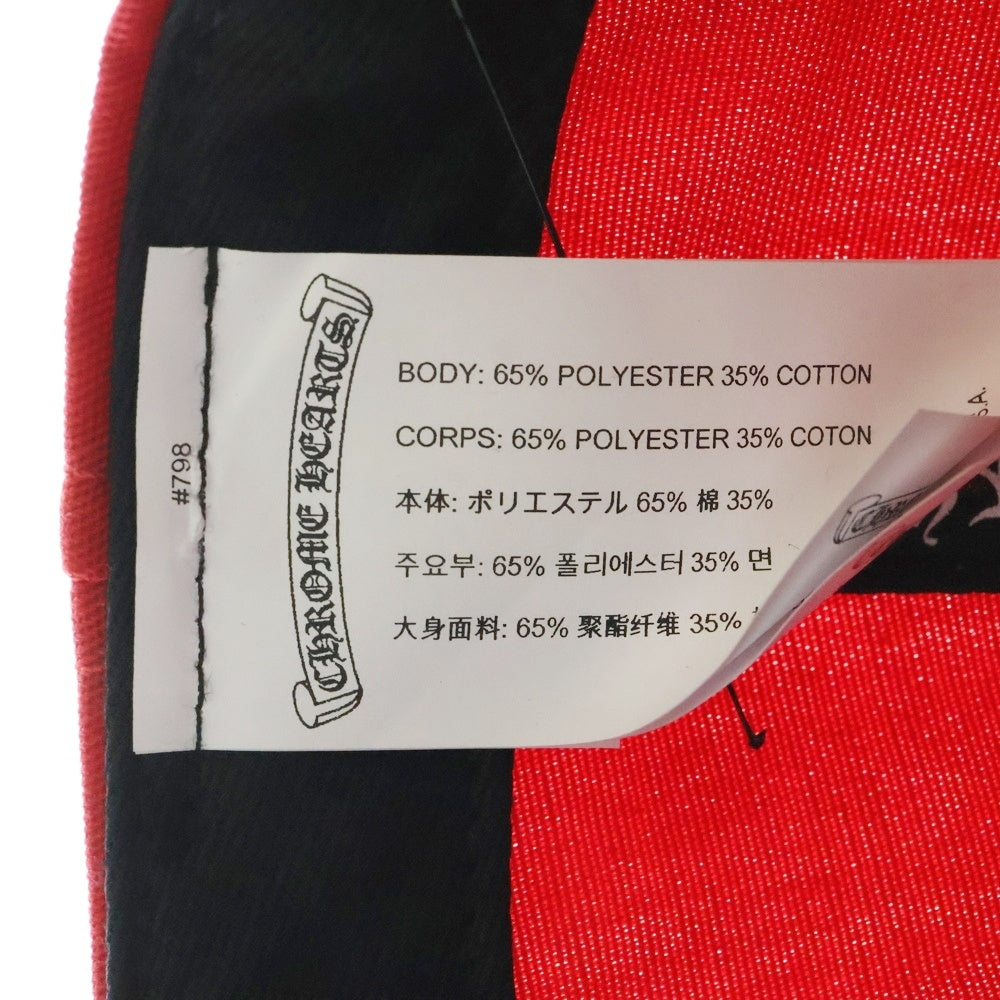 #798
CHROME HEARTS
BODY: 65% POLYESTER 35% COTTON
CORPS: 65% POLYESTER 35% COTON
本体: ポリエステル 65% 棉 35%
주요부: 65% 폴리에스터 35% 면
大身面料: 65% 聚酯纤维 35%